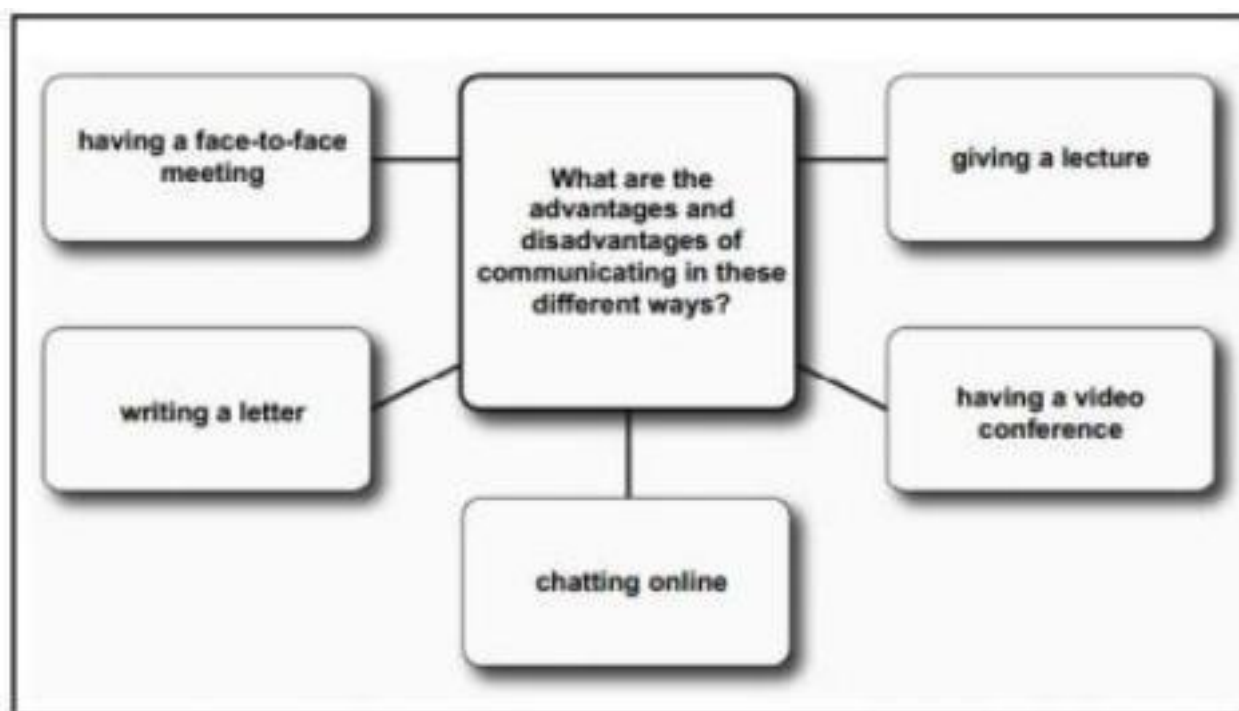 having a face-to-face
meeting
What are the
advantages and
disadvantages of
communicating in these
different ways?
giving a lecture
writing a letter
having a video
conference
chatting online